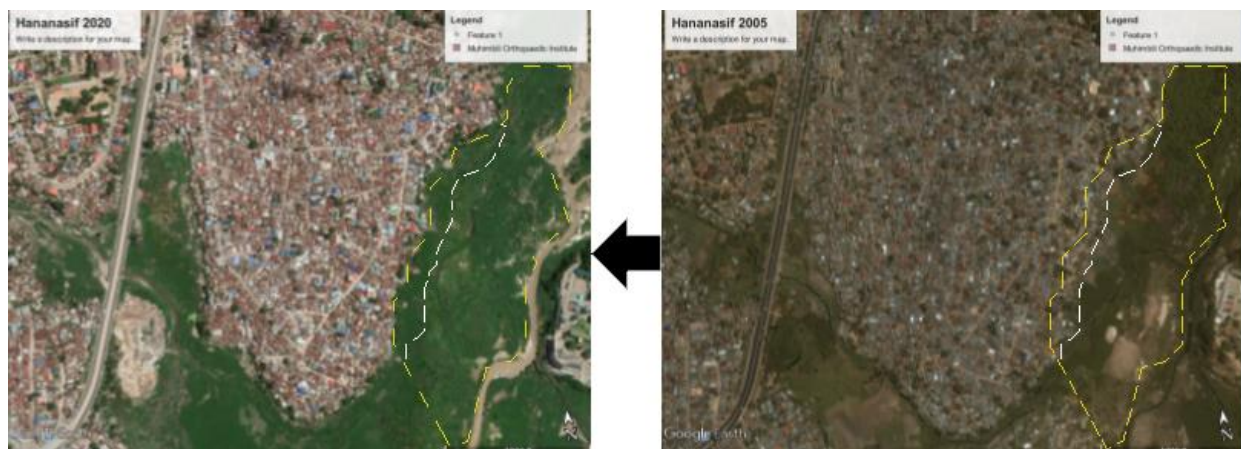 Hananasif 2020
Write a description for your map.
Legend
Feature 1
Muhimbili Orthopaedic Institute
Hananasif 2005
Write a description for your map.
Legend
Feature 1
Muhimbili Orthopaedic Institute
Google Earth
N